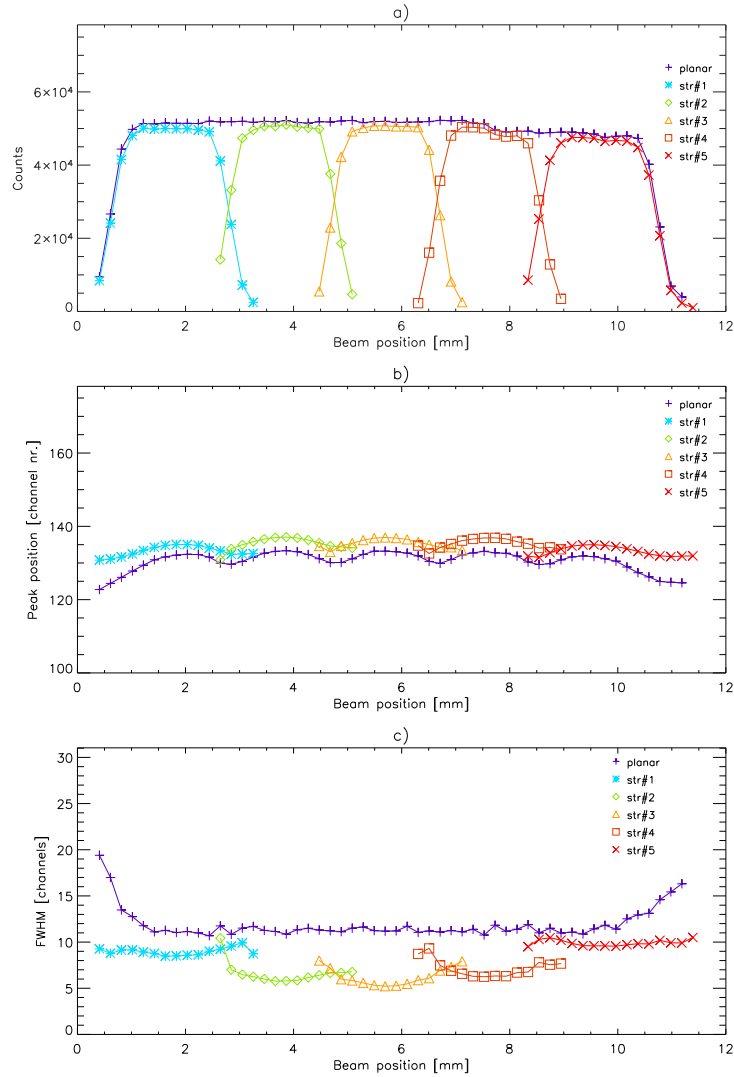 a)
Counts
6×10⁴
4×10⁴
2×10⁴
0
0 2 4 6 8 10 12
Beam position [mm]
planar
str#1
str#2
str#3
str#4
str#5
b)
Peak position [channel nr.]
160
140
120
100
0 2 4 6 8 10 12
Beam position [mm]
planar
str#1
str#2
str#3
str#4
str#5
c)
FWHM [channels]
30
25
20
15
10
5
0
0 2 4 6 8 10 12
Beam position [mm]
planar
str#1
str#2
str#3
str#4
str#5